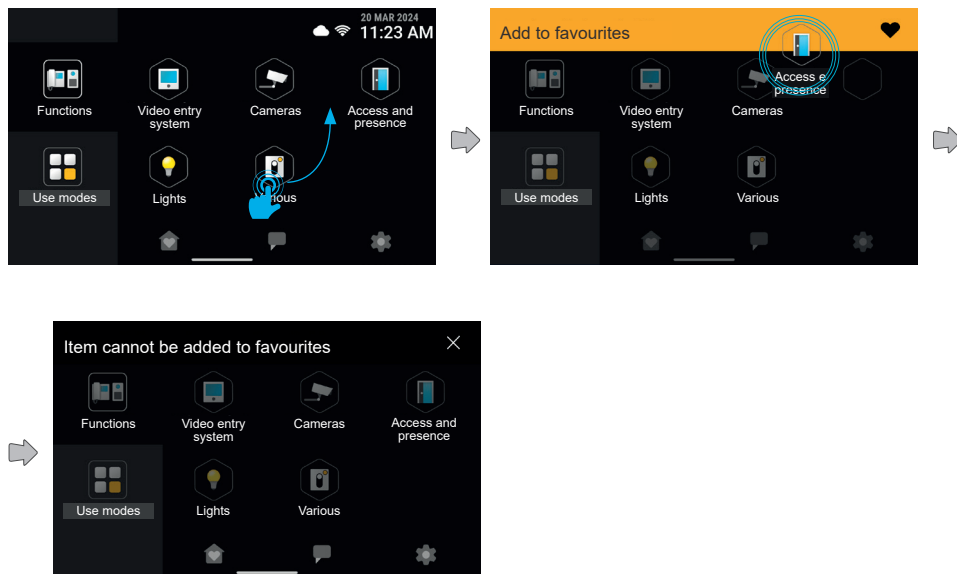 20 MAR 2024
11:23 AM
Functions
Video entry
system
Cameras
Access and
presence
Use modes
Lights
Various
Add to favourites
Access e
presence
Functions
Video entry
system
Cameras
Use modes
Lights
Various
Item cannot be added to favourites
Functions
Video entry
system
Cameras
Access and
presence
Use modes
Lights
Various